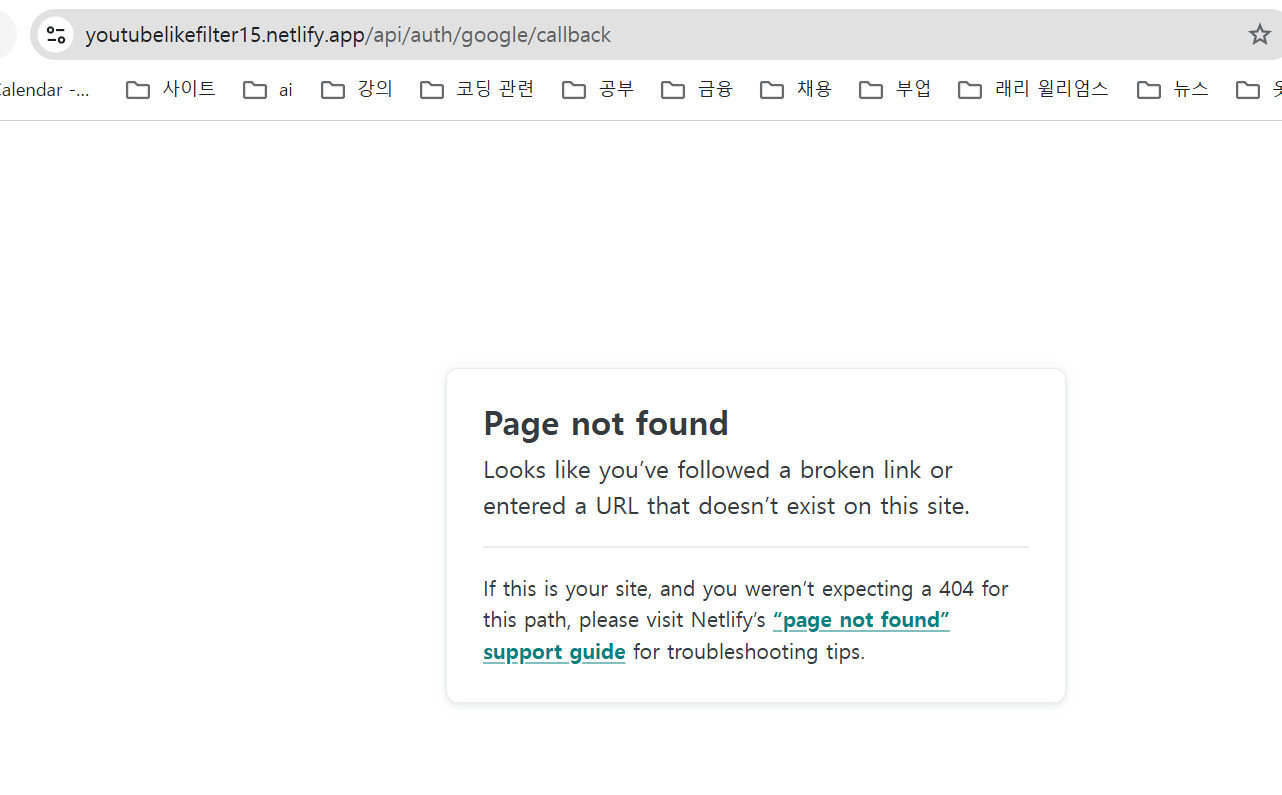 youtubelikefilter15.netlify.app/api/auth/google/callback
alendar -... 사이트 ai 강의 코딩 관련 공부 금융 채용 부업 래리 윌리엄스 뉴스
Page not found
Looks like you’ve followed a broken link or
entered a URL that doesn’t exist on this site.
If this is your site, and you weren’t expecting a 404 for
this path, please visit Netlify’s “page not found”
support guide for troubleshooting tips.